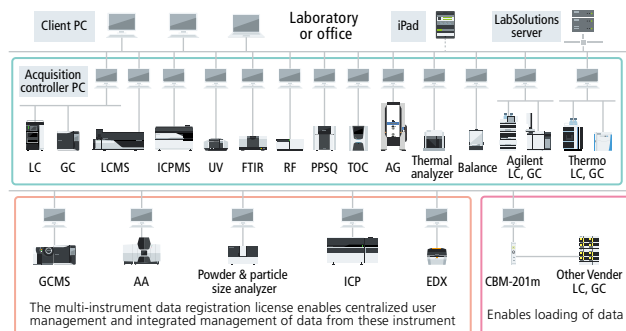 Client PC
Laboratory
or office
iPad
LabSolutions
server
Acquisition
controller PC
LC
GC
LCMS
ICPMS
UV
FTIR
RF
PPSQ
TOC
AG
Thermal
analyzer
Balance
Agilent
LC, GC
Thermo
LC, GC
GCMS
AA
Powder & particle
size analyzer
ICP
EDX
The multi-instrument data registration license enables centralized user
management and integrated management of data from these instrument
CBM-201m
Other Vender
LC, GC
Enables loading of data